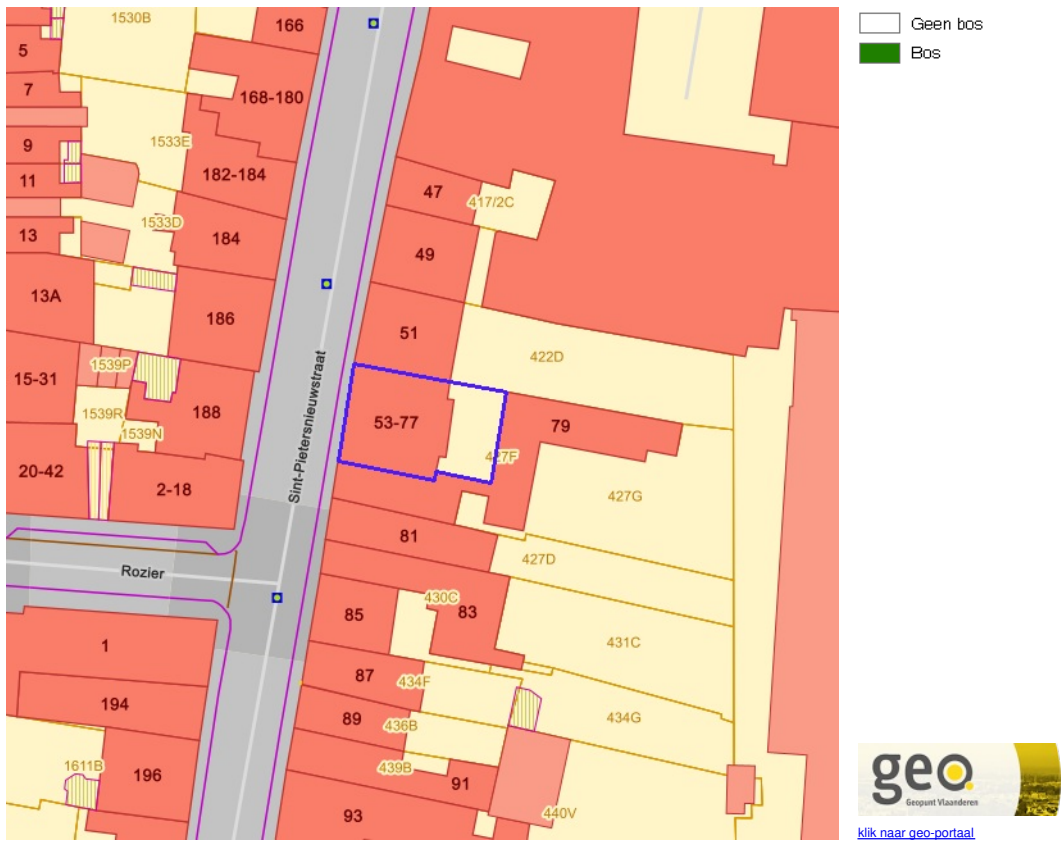 1530B
166
5
7
168-180
9
1533E
11
182-184
47
417/2C
1533D
13
184
49
13A
186
51
422D
1539P
15-31
188
1539R
1539N
53-77
79
427F
Sint-Pietersnieuwstraat
20-42
2-18
427G
81
427D
Rozier
430C
85
83
1
431C
87
434F
194
89
436B
434G
1611B
196
439B
91
93
440V
Geen bos
Bos
geo
Geopunt Vlaanderen
klik naar geo-portaal